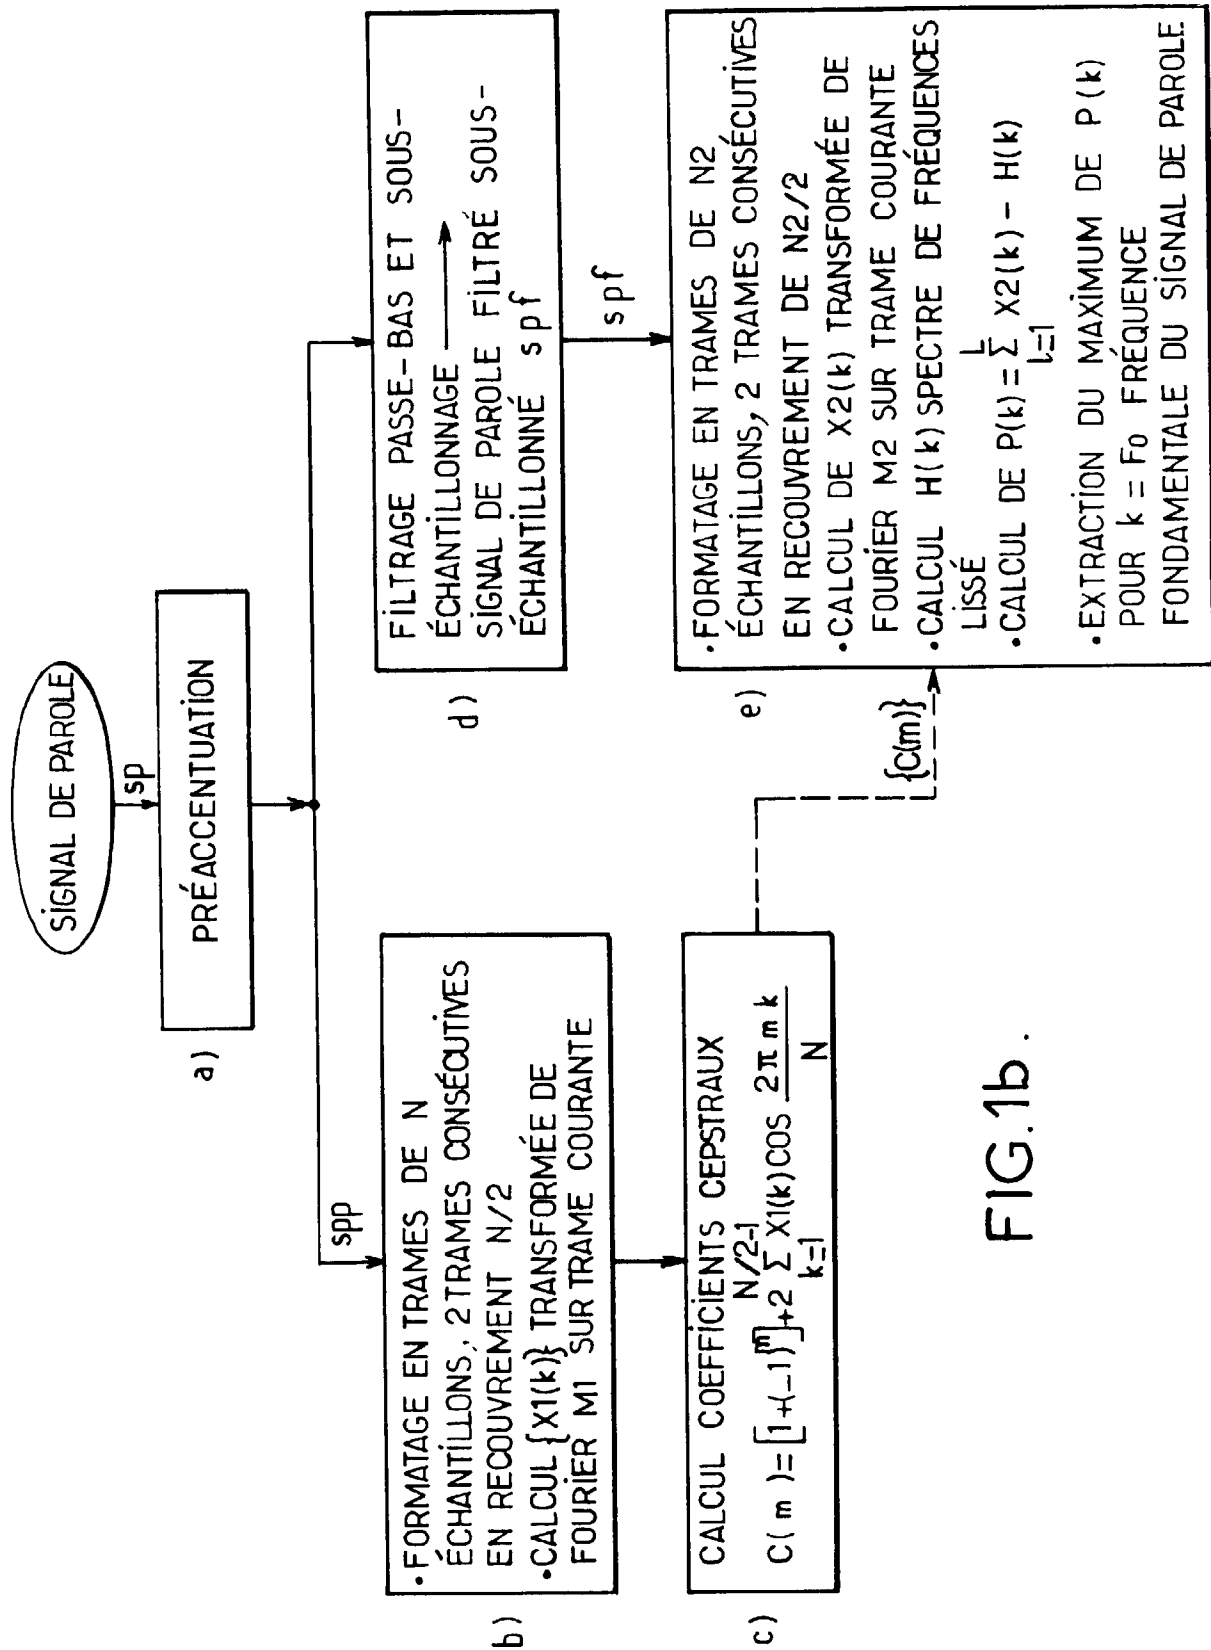 SIGNAL DE PAROLE
sp
PRÉACCENTUATION
a)
spp
·FORMATAGE EN TRAMES DE N
ÉCHANTILLONS, 2 TRAMES CONSÉCUTIVES
EN RECOUVREMENT N/2
·CALCUL {X1(k)} TRANSFORMÉE DE
FOURIER M1 SUR TRAME COURANTE
b)
CALCUL COEFFICIENTS CEPSTRAUX
C(m)=[1+(-1)^m]+2 N/2-1 Σ k=1 X1(k)COS 2πmk/N
c)
FILTRAGE PASSE-BAS ET SOUS-
ÉCHANTILLONNAGE ⟶
SIGNAL DE PAROLE FILTRÉ SOUS-
ÉCHANTILLONNÉ spf
d)
spf
{C(m)}
·FORMATAGE EN TRAMES DE N2
ÉCHANTILLONS, 2 TRAMES CONSÉCUTIVES
EN RECOUVREMENT DE N2/2
·CALCUL DE X2(k) TRANSFORMÉE DE
FOURIER M2 SUR TRAME COURANTE
·CALCUL H(k) SPECTRE DE FRÉQUENCES
LISSÉ
·CALCUL DE P(k) = L Σ l=1 X2(k) - H(k)
·EXTRACTION DU MAXIMUM DE P(k)
POUR k = F0 FRÉQUENCE
FONDAMENTALE DU SIGNAL DE PAROLE.
e)
FIG.1b.